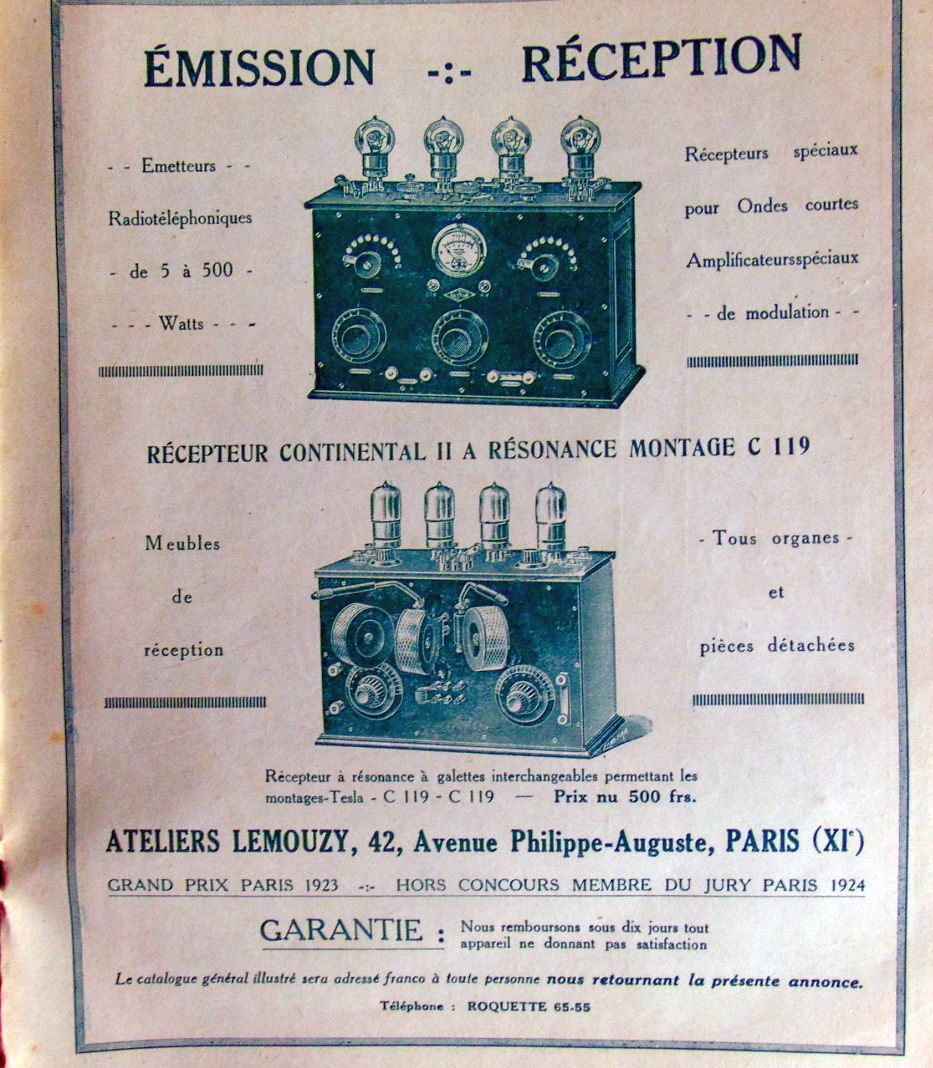 ÉMISSION -:- RÉCEPTION
- - Emetteurs - -
Radiotéléphoniques
- de 5 à 500 -
- - - Watts - - -
Récepteurs spéciaux
pour Ondes courtes
Amplificateursspéciaux
- - de modulation - -
RÉCEPTEUR CONTINENTAL II A RÉSONANCE MONTAGE C 119
Meubles
de
réception
- Tous organes -
et
pièces détachées
Récepteur à résonance à galettes interchangeables permettant les
montages-Tesla - C 119 - C 119 — Prix nu 500 frs.
ATELIERS LEMOUZY, 42, Avenue Philippe-Auguste, PARIS (XIᵉ)
GRAND PRIX PARIS 1923 -:- HORS CONCOURS MEMBRE DU JURY PARIS 1924
GARANTIE :
Nous remboursons sous dix jours tout
appareil ne donnant pas satisfaction
Le catalogue général illustré sera adressé franco à toute personne nous retournant la présente annonce.
Téléphone : ROQUETTE 65-55